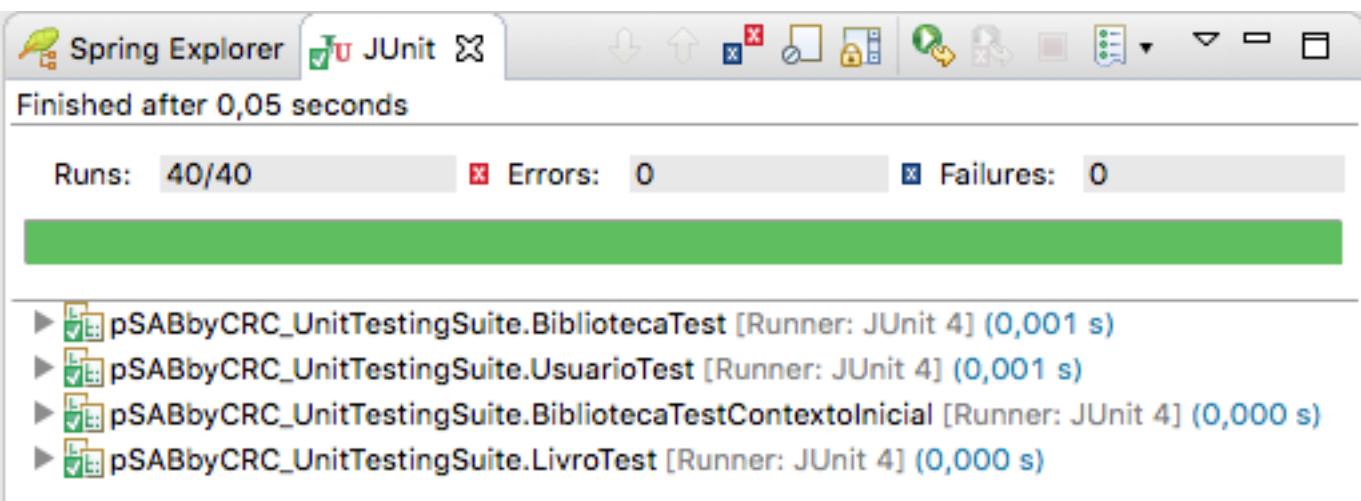 Spring Explorer JU JUnit
Finished after 0,05 seconds
Runs: 40/40 Errors: 0 Failures: 0
pSABbyCRC_UnitTestingSuite.BibliotecaTest [Runner: JUnit 4] (0,001 s)
pSABbyCRC_UnitTestingSuite.UsuarioTest [Runner: JUnit 4] (0,001 s)
pSABbyCRC_UnitTestingSuite.BibliotecaTestContextoInicial [Runner: JUnit 4] (0,000 s)
pSABbyCRC_UnitTestingSuite.LivroTest [Runner: JUnit 4] (0,000 s)